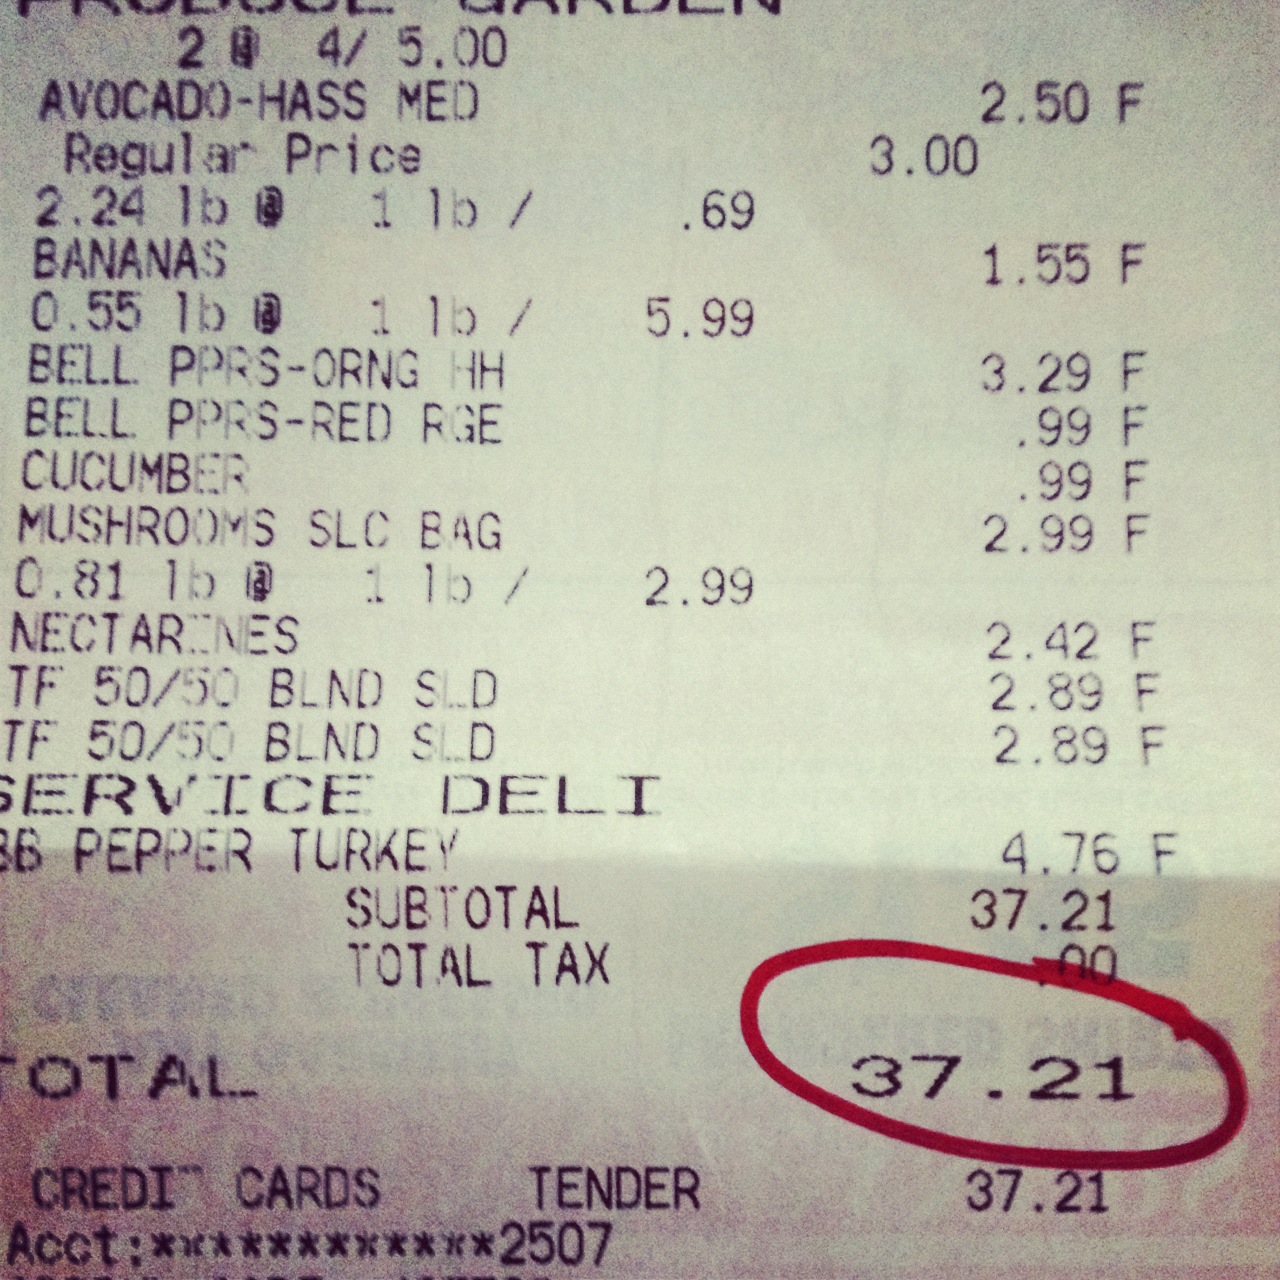 PRODUCE GARDEN
2 @ 4/ 5.00
AVOCADO-HASS MED 2.50 F
Regular Price 3.00
2.24 lb @ 1 lb / .69
BANANAS 1.55 F
0.55 lb @ 1 lb / 5.99
BELL PPRS-ORNG HH 3.29 F
BELL PPRS-RED RGE .99 F
CUCUMBER .99 F
MUSHROOMS SLC BAG 2.99 F
0.81 lb @ 1 lb / 2.99
NECTARINES 2.42 F
TF 50/50 BLND SLD 2.89 F
TF 50/50 BLND SLD 2.89 F
SERVICE DELI
PEPPER TURKEY 4.76 F
SUBTOTAL 37.21
TOTAL TAX .00
TOTAL 37.21
CREDIT CARDS TENDER 37.21
Acct:************2507